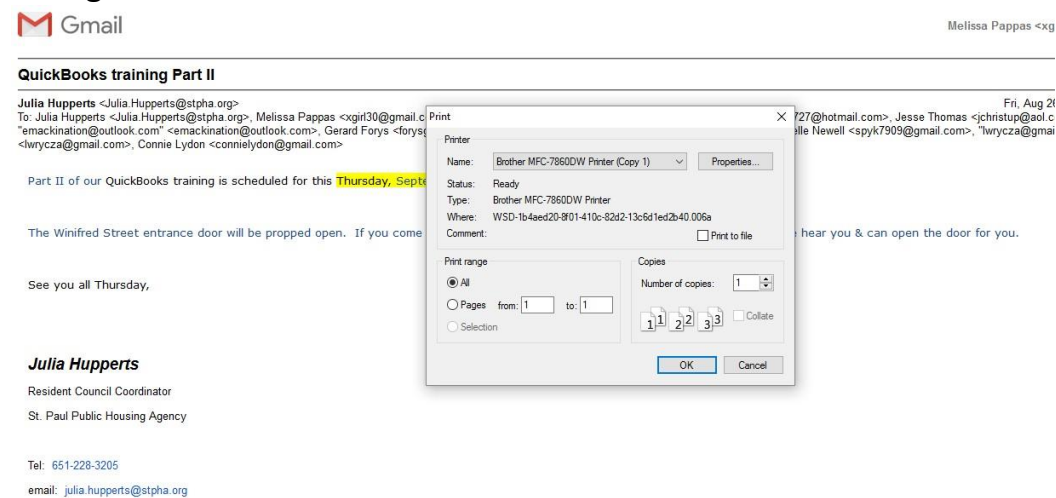 Gmail
Melissa Pappas <xg
QuickBooks training Part II
Julia Hupperts <Julia.Hupperts@stpha.org>
Fri, Aug 26
To: Julia Hupperts <Julia.Hupperts@stpha.org>, Melissa Pappas <xgirl30@gmail.c
727@hotmail.com>, Jesse Thomas <jchristup@aol.c
"emackination@outlook.com" <emackination@outlook.com>, Gerard Forys <forysg
elle Newell <spyk7909@gmail.com>, "lwrycza@gmai
<lwrycza@gmail.com>, Connie Lydon <connielydon@gmail.com>
Part II of our QuickBooks training is scheduled for this Thursday, Septe
The Winifred Street entrance door will be propped open. If you come
hear you & can open the door for you.
See you all Thursday,
Julia Hupperts
Resident Council Coordinator
St. Paul Public Housing Agency
Tel: 651-228-3205
email: julia.hupperts@stpha.org
Print
Printer
Name: Brother MFC-7860DW Printer (Copy 1) Properties...
Status: Ready
Type: Brother MFC-7860DW Printer
Where: WSD-1b4aed20-8f01-410c-82d2-13c6d1ed2b40.006a
Comment: Print to file
Print range
All
Pages from: 1 to: 1
Selection
Copies
Number of copies: 1
1 1 2 2 3 3 Collate
OK Cancel